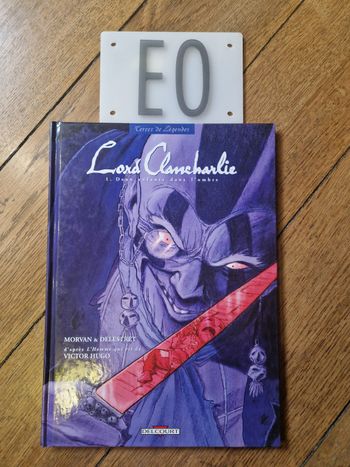 EO
Terres de Légendes
Lord Clancharlie
1. Deux enfants dans l'ombre
MORVAN & DELESTRET
d'après L'Homme qui rit de
VICTOR HUGO
DELCOURT